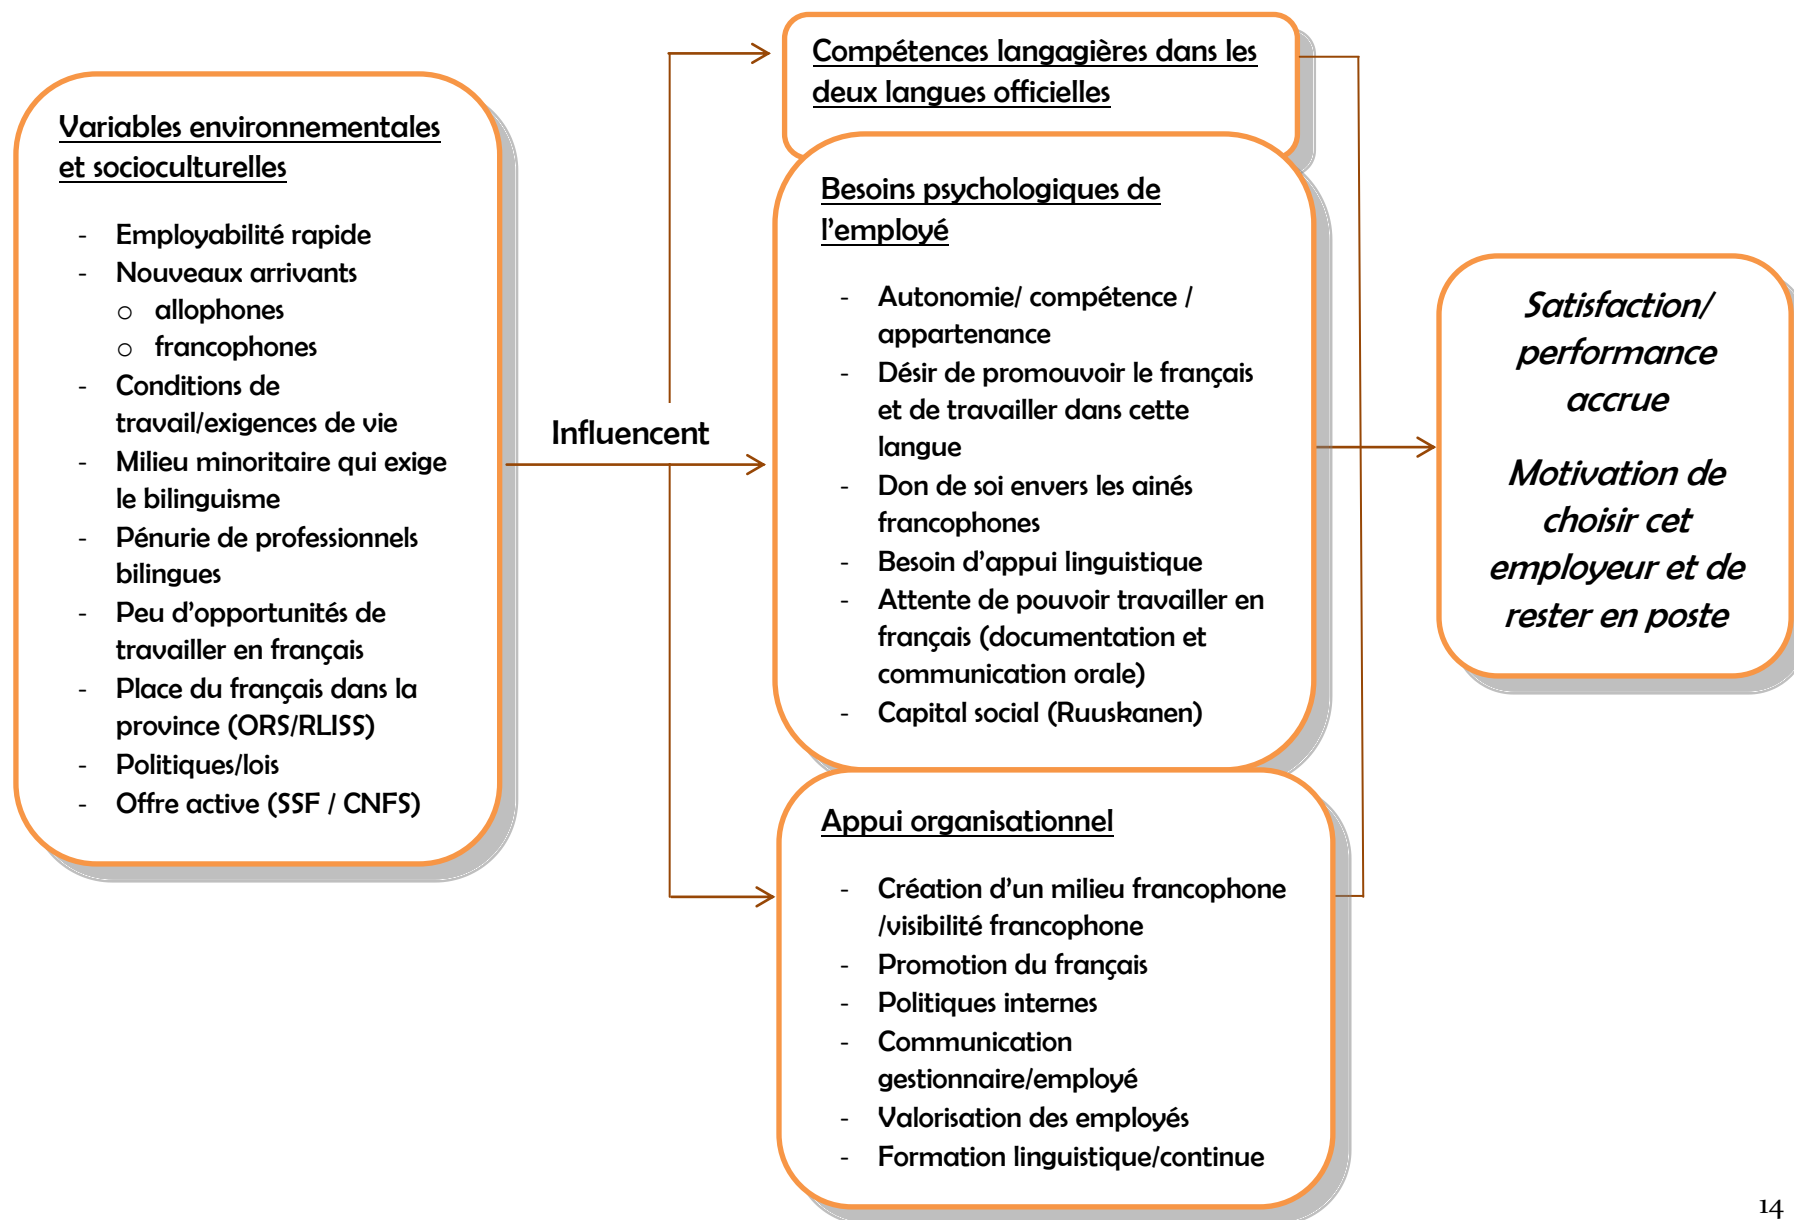 Variables environnementales
et socioculturelles
- Employabilité rapide
- Nouveaux arrivants
o allophones
o francophones
- Conditions de
travail/exigences de vie
- Milieu minoritaire qui exige
le bilinguisme
- Pénurie de professionnels
bilingues
- Peu d'opportunités de
travailler en français
- Place du français dans la
province (ORS/RLISS)
- Politiques/lois
- Offre active (SSF / CNFS)
Influencent
Compétences langagières dans les
deux langues officielles
Besoins psychologiques de
l'employé
- Autonomie/ compétence /
appartenance
- Désir de promouvoir le français
et de travailler dans cette
langue
- Don de soi envers les ainés
francophones
- Besoin d'appui linguistique
- Attente de pouvoir travailler en
français (documentation et
communication orale)
- Capital social (Ruuskanen)
Appui organisationnel
- Création d'un milieu francophone
/visibilité francophone
- Promotion du français
- Politiques internes
- Communication
gestionnaire/employé
- Valorisation des employés
- Formation linguistique/continue
Satisfaction/
performance
accrue
Motivation de
choisir cet
employeur et de
rester en poste
14